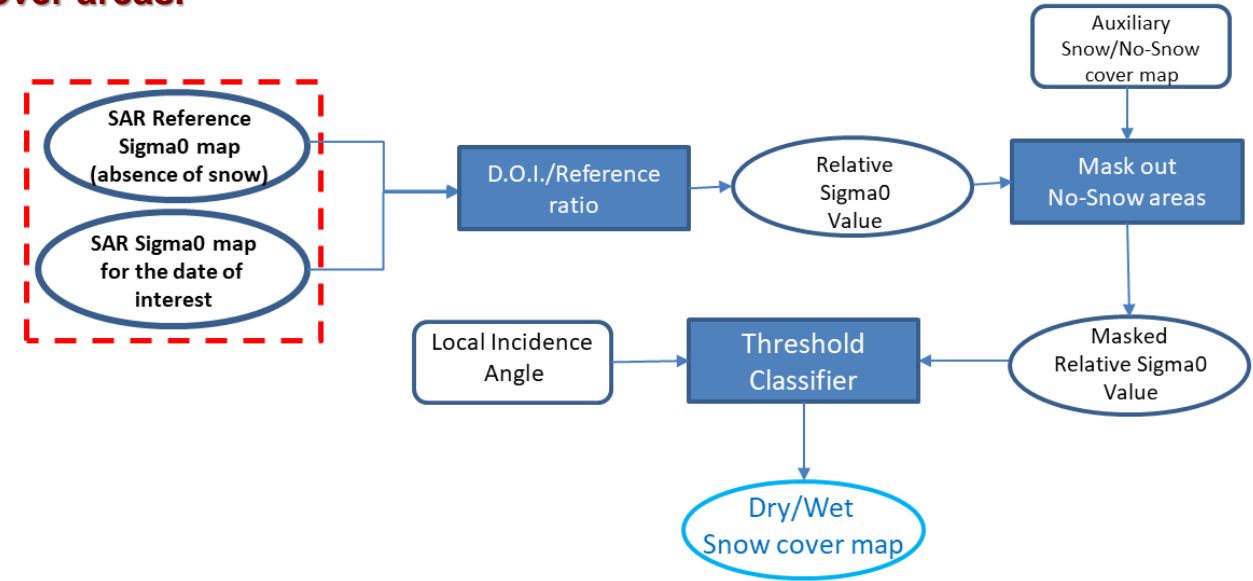 over areas.
Auxiliary
Snow/No-Snow
cover map
SAR Reference
Sigma0 map
(absence of snow)
D.O.I./Reference
ratio
Relative
Sigma0
Value
Mask out
No-Snow areas
SAR Sigma0 map
for the date of
interest
Local Incidence
Angle
Threshold
Classifier
Masked
Relative Sigma0
Value
Dry/Wet
Snow cover map